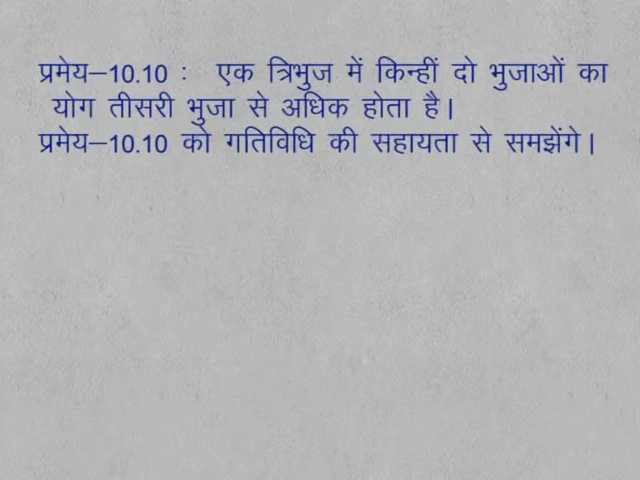 प्रमेय–10.10 : एक त्रिभुज में किन्हीं दो भुजाओं का
योग तीसरी भुजा से अधिक होता है।
प्रमेय–10.10 को गतिविधि की सहायता से समझेंगे।